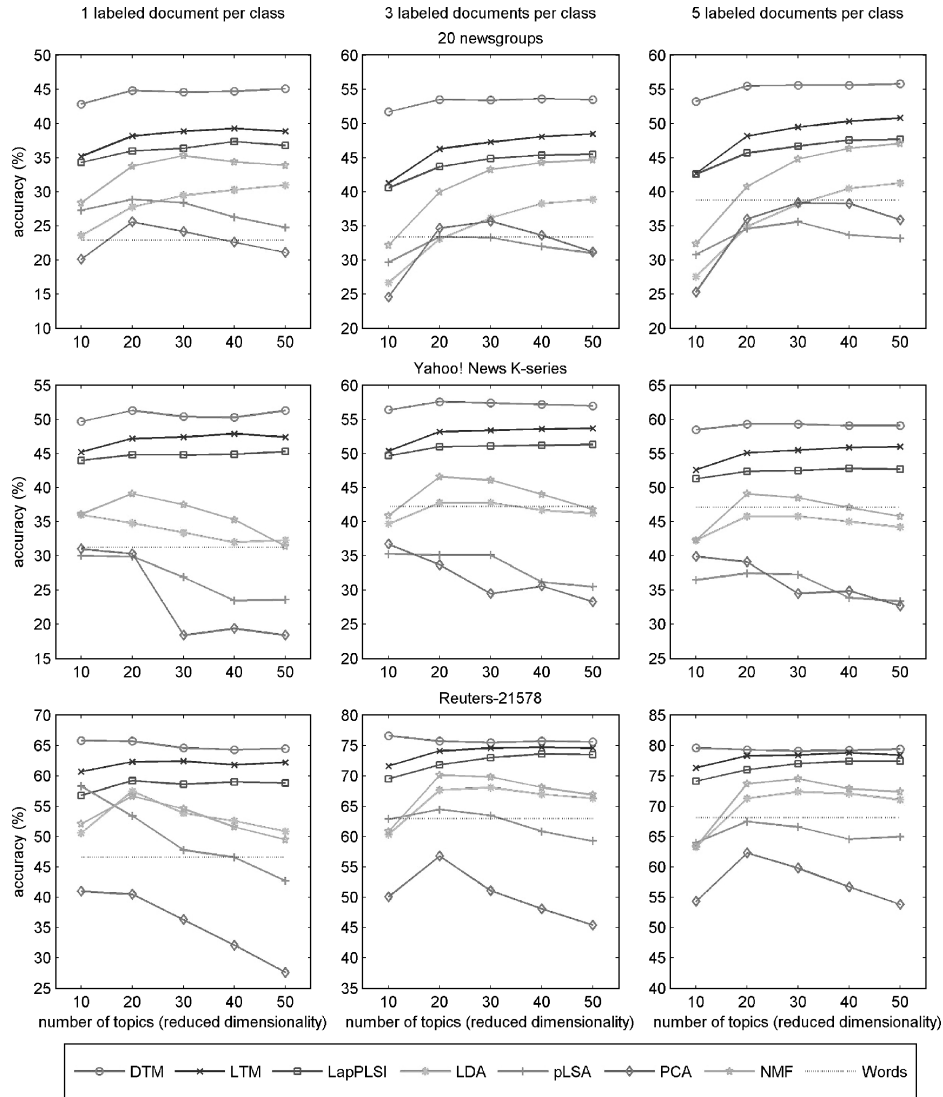 1 labeled document per class 3 labeled documents per class 5 labeled documents per class
20 newsgroups
50 60 60
45 55 55
40 50 50
35 45 45
30 40 40
25 35 35
20 30 30
15 25 25
10 20 20
accuracy (%)
10 20 30 40 50 10 20 30 40 50 10 20 30 40 50
Yahoo! News K-series
55 60 65
50 55 60
45 50 55
40 45 50
35 40 45
30 35 40
25 30 35
20 25 30
15 20 25
accuracy (%)
10 20 30 40 50 10 20 30 40 50 10 20 30 40 50
Reuters-21578
70 80 85
65 75 80
60 70 75
55 65 70
50 60 65
45 55 60
40 50 55
35 45 50
30 40 45
25 35 40
accuracy (%)
10 20 30 40 50 10 20 30 40 50 10 20 30 40 50
number of topics (reduced dimensionality) number of topics (reduced dimensionality) number of topics (reduced dimensionality)
DTM LTM LapPLSI LDA pLSA PCA NMF Words